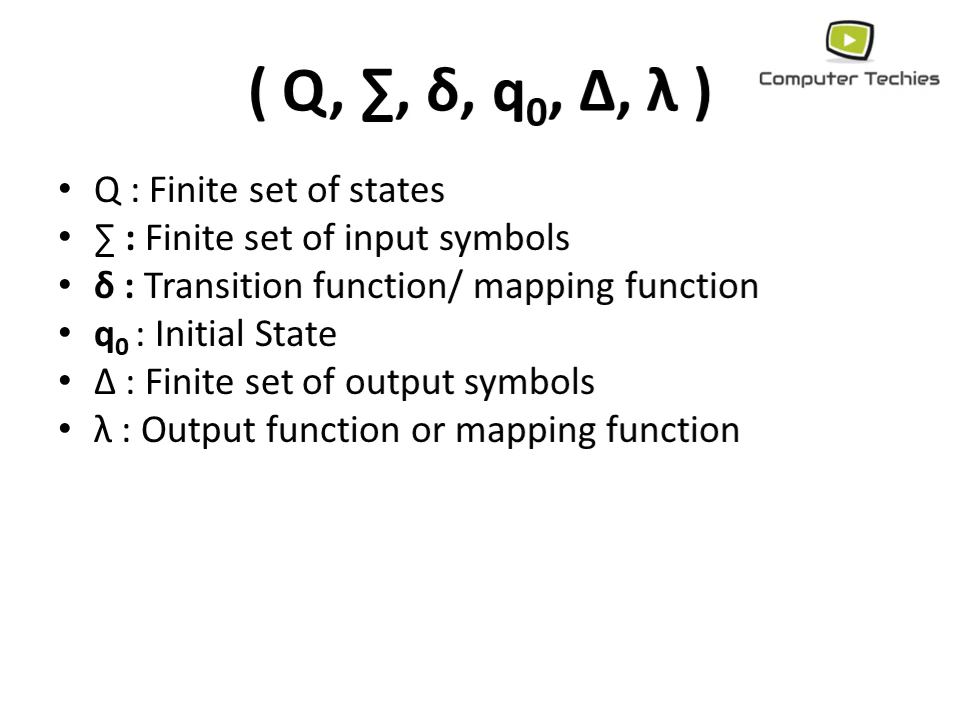 Computer Techies
( Q, ∑, δ, q₀, Δ, λ )
• Q : Finite set of states
• ∑ : Finite set of input symbols
• δ : Transition function/ mapping function
• q₀ : Initial State
• Δ : Finite set of output symbols
• λ : Output function or mapping function